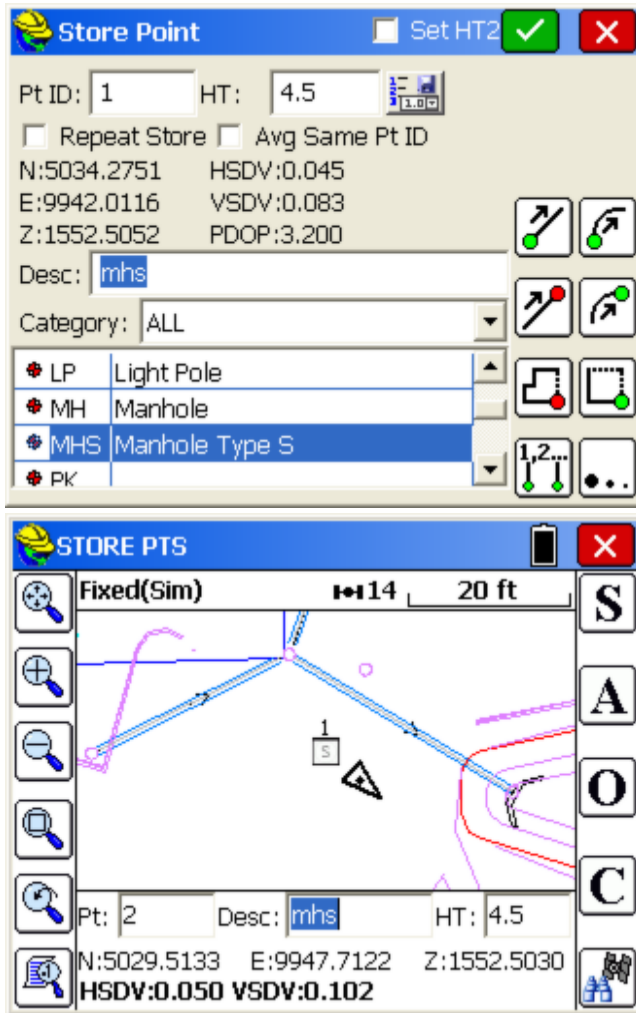 Store Point
Set HT2
Pt ID: 1 HT: 4.5
Repeat Store Avg Same Pt ID
N:5034.2751 HSDV:0.045
E:9942.0116 VSDV:0.083
Z:1552.5052 PDOP:3.200
Desc: mhs
Category: ALL
LP Light Pole
MH Manhole
MHS Manhole Type S
PK
1,2...
STORE PTS
Fixed(Sim) 14 20 ft
S
A
O
C
1
S
Pt: 2 Desc: mhs HT: 4.5
N:5029.5133 E:9947.7122 Z:1552.5030
HSDV:0.050 VSDV:0.102